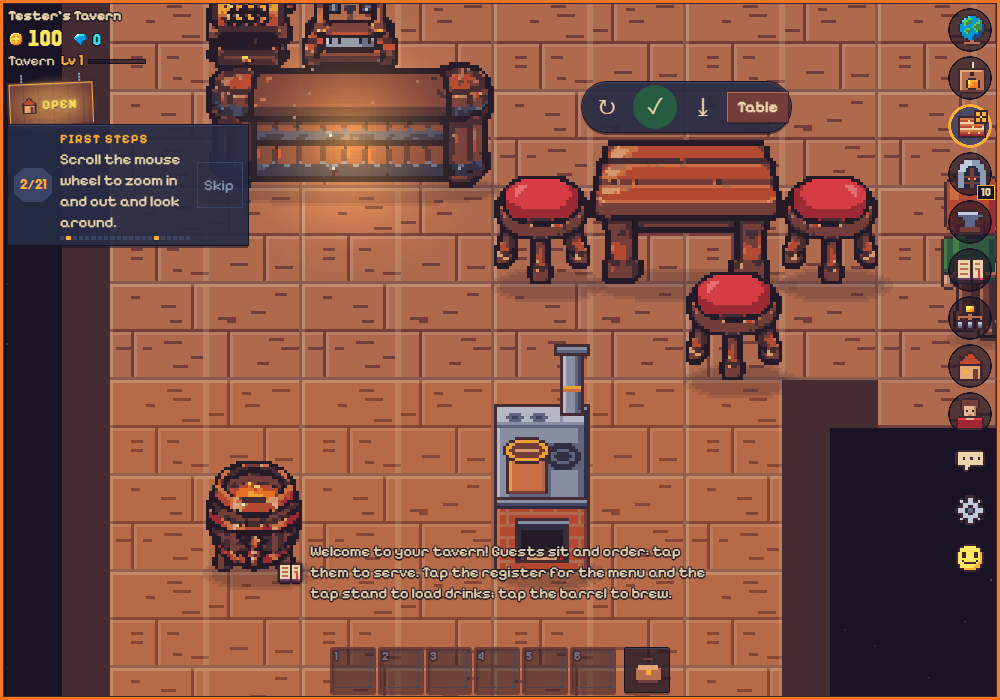 Tester's Tavern
100 0
Tavern Lv1
OPEN
FIRST STEPS
2/21
Scroll the mouse
wheel to zoom in
and out and look
around.
Skip
Table
10
Welcome to your tavern! Guests sit and order: tap
them to serve. Tap the register for the menu and the
tap stand to load drinks; tap the barrel to brew.
1 2 3 4 5 6